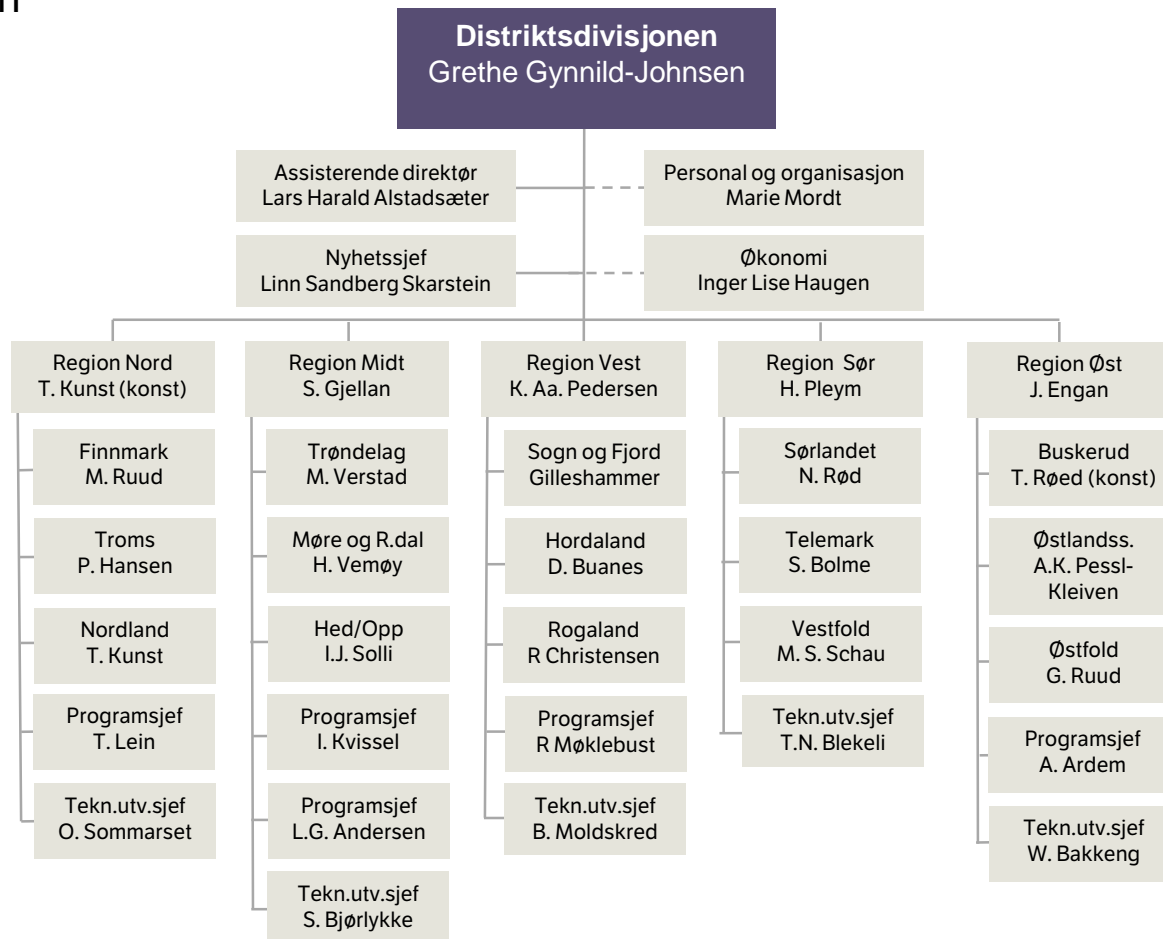 Distriktsdivisjonen
Grethe Gynnild-Johnsen
Assisterende direktør
Lars Harald Alstadsæter
Personal og organisasjon
Marie Mordt
Nyhetssjef
Linn Sandberg Skarstein
Økonomi
Inger Lise Haugen
Region Nord
T. Kunst (konst)
Finnmark
M. Ruud
Troms
P. Hansen
Nordland
T. Kunst
Programsjef
T. Lein
Tekn.utv.sjef
O. Sommarset
Region Midt
S. Gjellan
Trøndelag
M. Verstad
Møre og R.dal
H. Vemøy
Hed/Opp
I.J. Solli
Programsjef
I. Kvissel
Programsjef
L.G. Andersen
Tekn.utv.sjef
S. Bjørlykke
Region Vest
K. Aa. Pedersen
Sogn og Fjord
Gilleshammer
Hordaland
D. Buanes
Rogaland
R Christensen
Programsjef
R Møklebust
Tekn.utv.sjef
B. Moldskred
Region Sør
H. Pleym
Sørlandet
N. Rød
Telemark
S. Bolme
Vestfold
M. S. Schau
Tekn.utv.sjef
T.N. Blekeli
Region Øst
J. Engan
Buskerud
T. Røed (konst)
Østlandss.
A.K. Pessl-
Kleiven
Østfold
G. Ruud
Programsjef
A. Ardem
Tekn.utv.sjef
W. Bakkeng